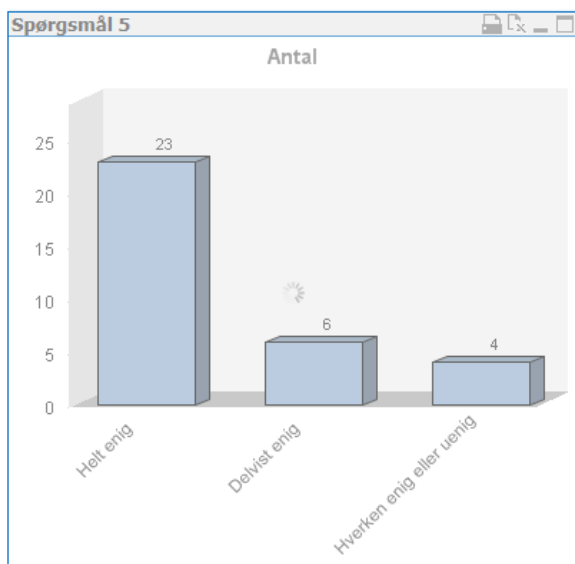 Spørgsmål 5
Antal
25
20
15
10
5
0
23
6
4
Helt enig
Delvist enig
Hverken enig eller uenig